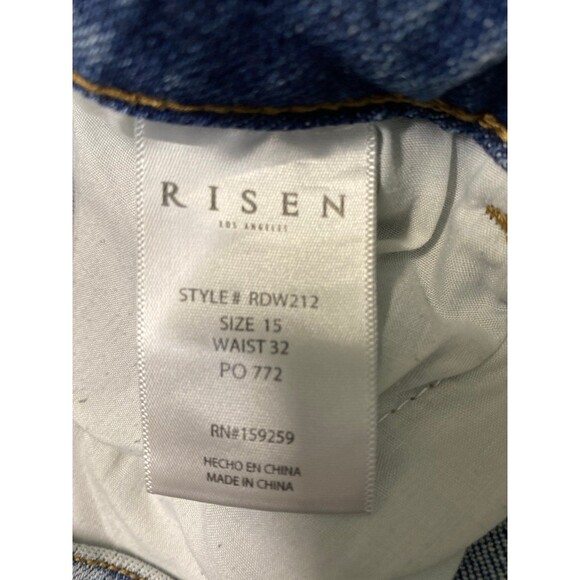 RISEN
LOS ANGELES
STYLE# RDW212
SIZE 15
WAIST 32
PO 772
RN#159259
HECHO EN CHINA
MADE IN CHINA